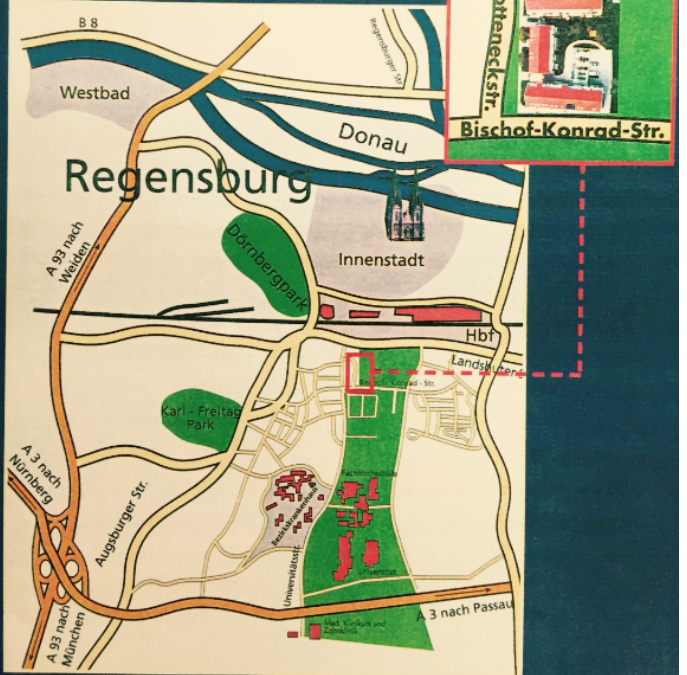 B 8
Regensburger Str.
otteneckstr.
Bischof-Konrad-Str.
Westbad
Donau
Regensburg
A 93 nach
Weiden
Dörnbergpark
Innenstadt
Hbf
Landshuter
Bischof - Konrad - Str.
Karl - Freitag
Park
A 3 nach
Nürnberg
Augsburger Str.
Bezirkskrankenhaus
Fachhochschule
Universitätsstr.
Universität
A 3 nach Passau
A 93 nach
München
Med. Klinikum und
Zahnklinik